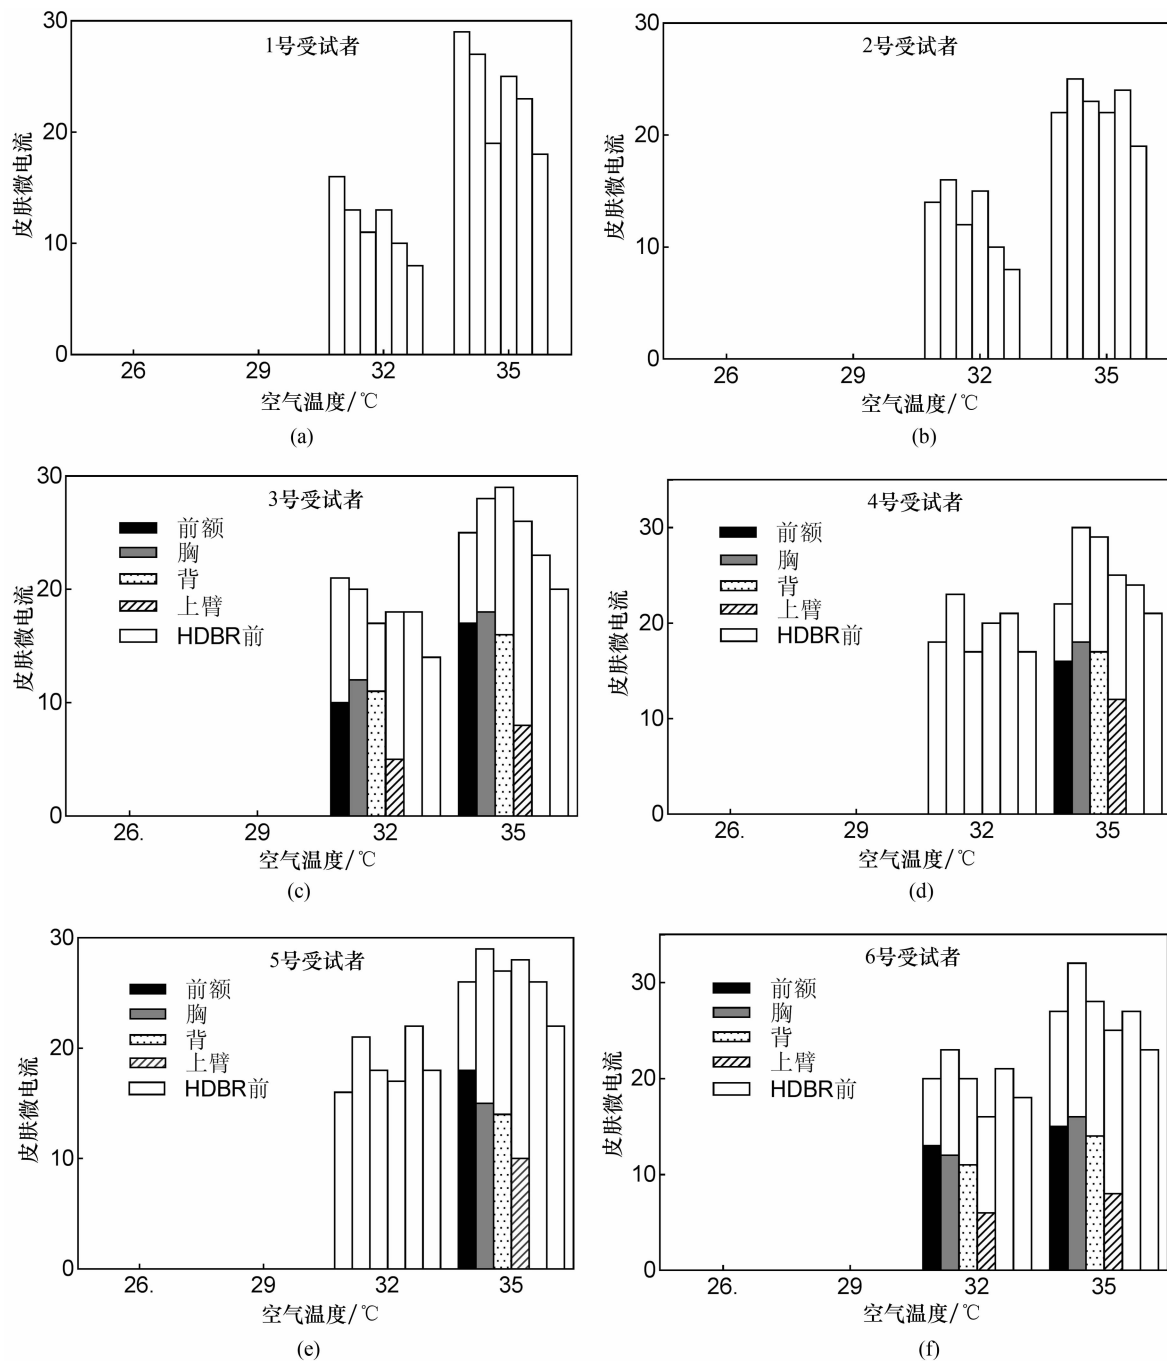 30
20
10
0
皮肤微电流
1号受试者
26 29 32 35
空气温度/℃
(a)
30
20
10
0
皮肤微电流
2号受试者
26 29 32 35
空气温度/℃
(b)
30
20
10
0
皮肤微电流
3号受试者
前额
胸
背
上臂
HDBR前
26. 29 32 35
空气温度/℃
(c)
30
20
10
0
皮肤微电流
4号受试者
前额
胸
背
上臂
HDBR前
26. 29 32 35
空气温度/℃
(d)
30
20
10
0
皮肤微电流
5号受试者
前额
胸
背
上臂
HDBR前
26. 29 32 35
空气温度/℃
(e)
30
20
10
0
皮肤微电流
6号受试者
前额
胸
背
上臂
HDBR前
26. 29 32 35
空气温度/℃
(f)